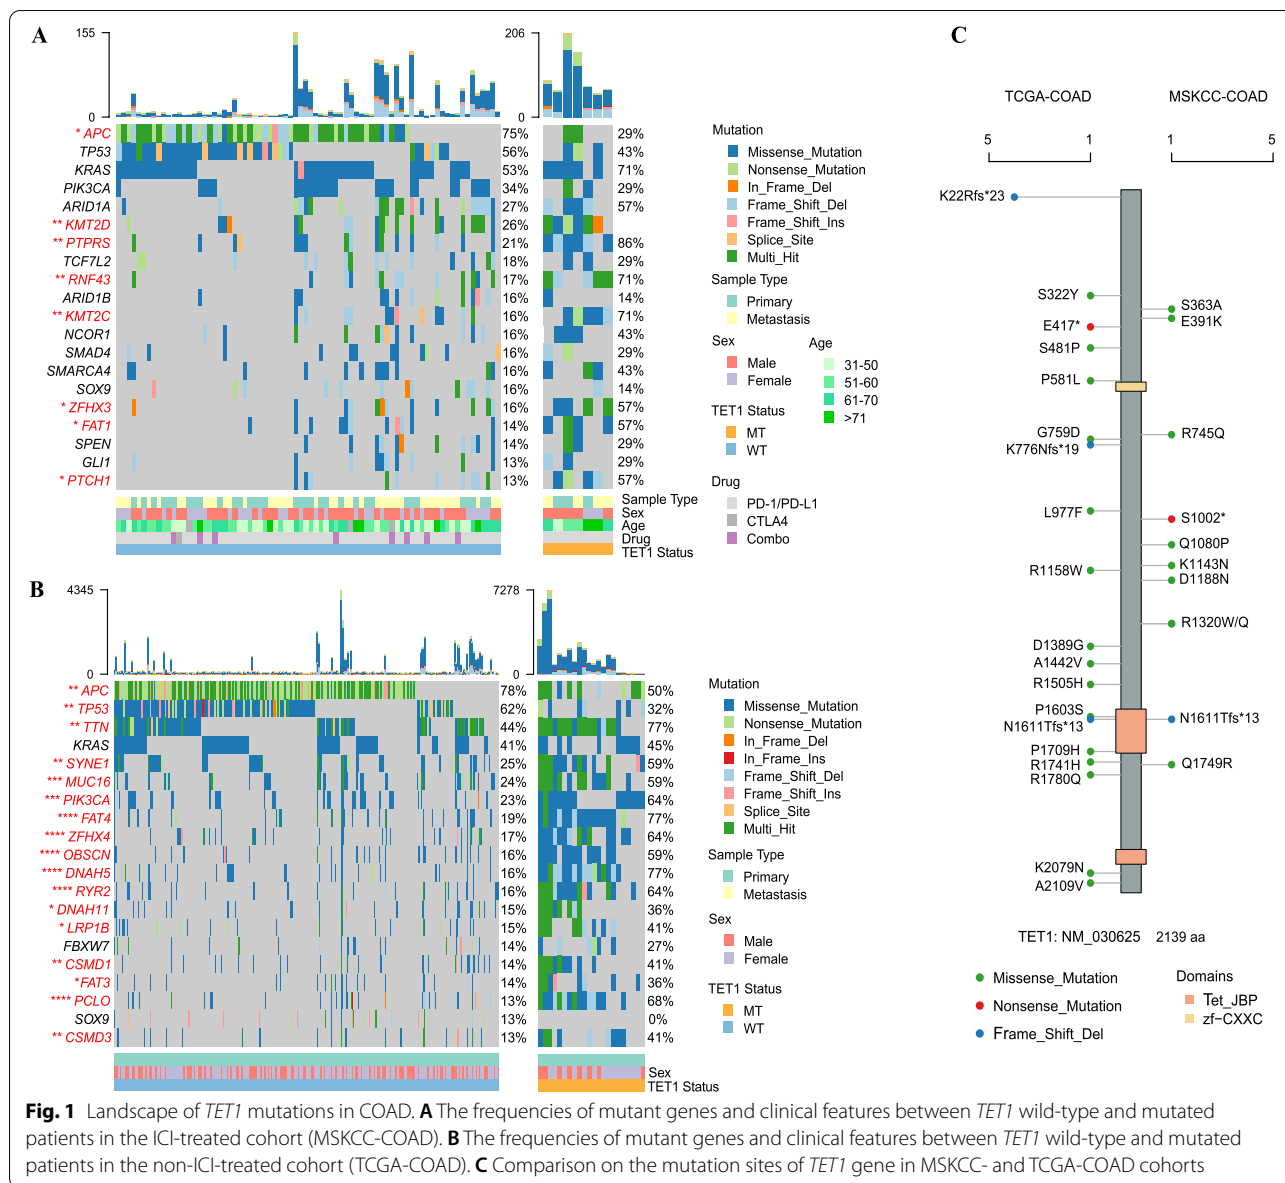 A
155
0
206
0
* APC 75% 29%
TP53 56% 43%
KRAS 53% 71%
PIK3CA 34% 29%
ARID1A 27% 57%
** KMT2D 26%
** PTPRS 21% 86%
TCF7L2 18% 29%
** RNF43 17% 71%
ARID1B 16% 14%
** KMT2C 16% 71%
NCOR1 16% 43%
SMAD4 16% 29%
SMARCA4 16% 43%
SOX9 16% 14%
* ZFHX3 16% 57%
* FAT1 14% 57%
SPEN 14% 29%
GLI1 13% 29%
* PTCH1 13% 57%
Sample Type
Sex
Age
Drug
TET1 Status
Mutation
Missense_Mutation
Nonsense_Mutation
In_Frame_Del
Frame_Shift_Del
Frame_Shift_Ins
Splice_Site
Multi_Hit
Sample Type
Primary
Metastasis
Sex
Male
Female
Age
31-50
51-60
61-70
>71
TET1 Status
MT
WT
Drug
PD-1/PD-L1
CTLA4
Combo
B
4345
0
7278
0
** APC 78% 50%
** TP53 62% 32%
** TTN 44% 77%
KRAS 41% 45%
** SYNE1 25% 59%
*** MUC16 24% 59%
*** PIK3CA 23% 64%
**** FAT4 19% 77%
**** ZFHX4 17% 64%
**** OBSCN 16% 59%
**** DNAH5 16% 77%
**** RYR2 16% 64%
* DNAH11 15% 36%
* LRP1B 15% 41%
FBXW7 14% 27%
** CSMD1 14% 41%
*FAT3 14% 36%
**** PCLO 13% 68%
SOX9 13% 0%
** CSMD3 13% 41%
Sex
TET1 Status
Mutation
Missense_Mutation
Nonsense_Mutation
In_Frame_Del
In_Frame_Ins
Frame_Shift_Del
Frame_Shift_Ins
Splice_Site
Multi_Hit
Sample Type
Primary
Metastasis
Sex
Male
Female
TET1 Status
MT
WT
C
TCGA-COAD MSKCC-COAD
5 1 1 5
K22Rfs*23
S322Y
E417*
S481P
P581L
G759D
K776Nfs*19
L977F
R1158W
D1389G
A1442V
R1505H
P1603S
N1611Tfs*13
P1709H
R1741H
R1780Q
K2079N
A2109V
S363A
E391K
R745Q
S1002*
Q1080P
K1143N
D1188N
R1320W/Q
N1611Tfs*13
Q1749R
TET1: NM_030625 2139 aa
Missense_Mutation
Nonsense_Mutation
Frame_Shift_Del
Domains
Tet_JBP
zf-CXXC
Fig. 1 Landscape of TET1 mutations in COAD. A The frequencies of mutant genes and clinical features between TET1 wild-type and mutated
patients in the ICI-treated cohort (MSKCC-COAD). B The frequencies of mutant genes and clinical features between TET1 wild-type and mutated
patients in the non-ICI-treated cohort (TCGA-COAD). C Comparison on the mutation sites of TET1 gene in MSKCC- and TCGA-COAD cohorts